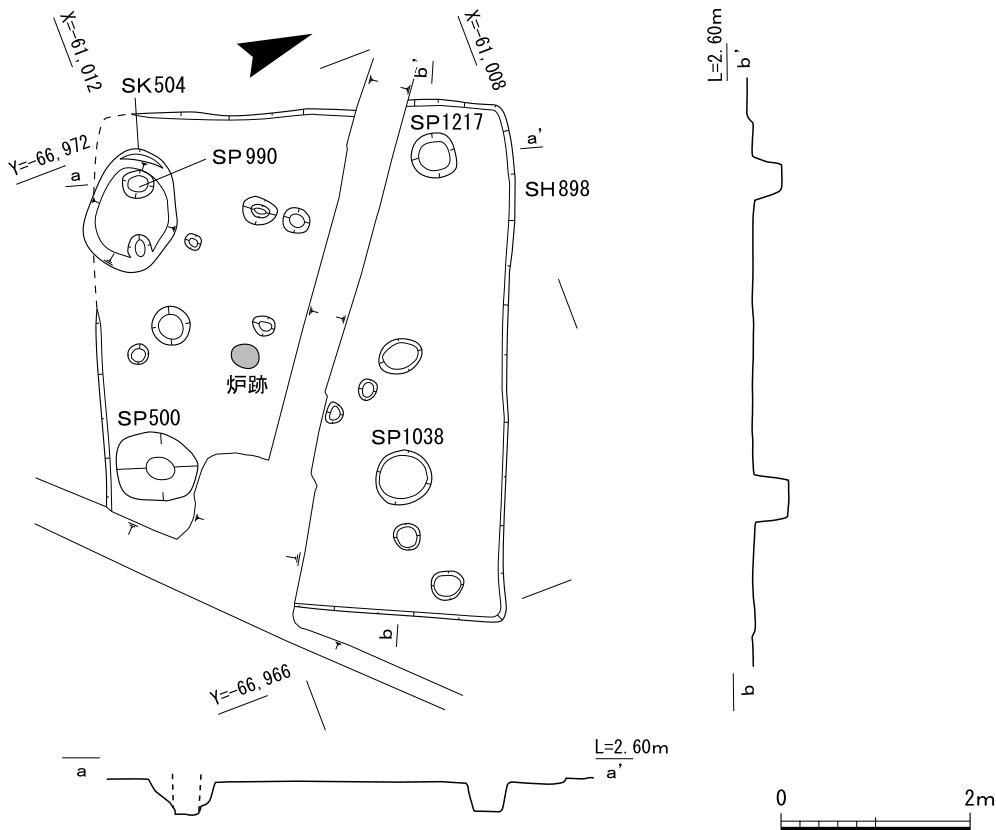 X=-61,012
X=-61,008
L=2.60m
b'
b'
SK504
SP1217
a'
Y=-66,972
SP990
a
SH898
炉跡
SP500
SP1038
b
Y=-66,966
b
L=2.60m
a
a'
0
2m